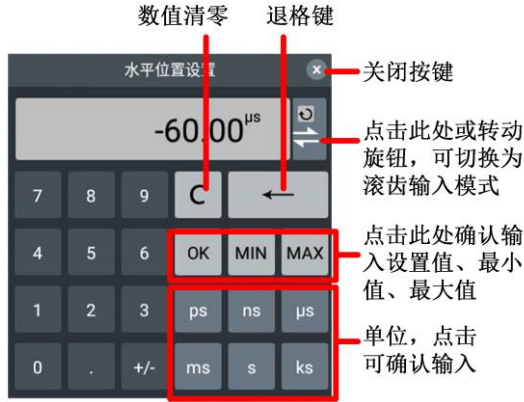 数值清零 退格键
水平位置设置 x
关闭按键
-60.00 µs
点击此处或转动
旋钮，可切换为
滚齿输入模式
7 8 9 C ←
4 5 6 OK MIN MAX
点击此处确认输
入设置值、最小
值、最大值
1 2 3 ps ns µs
单位，点击
可确认输入
0 . +/- ms s ks